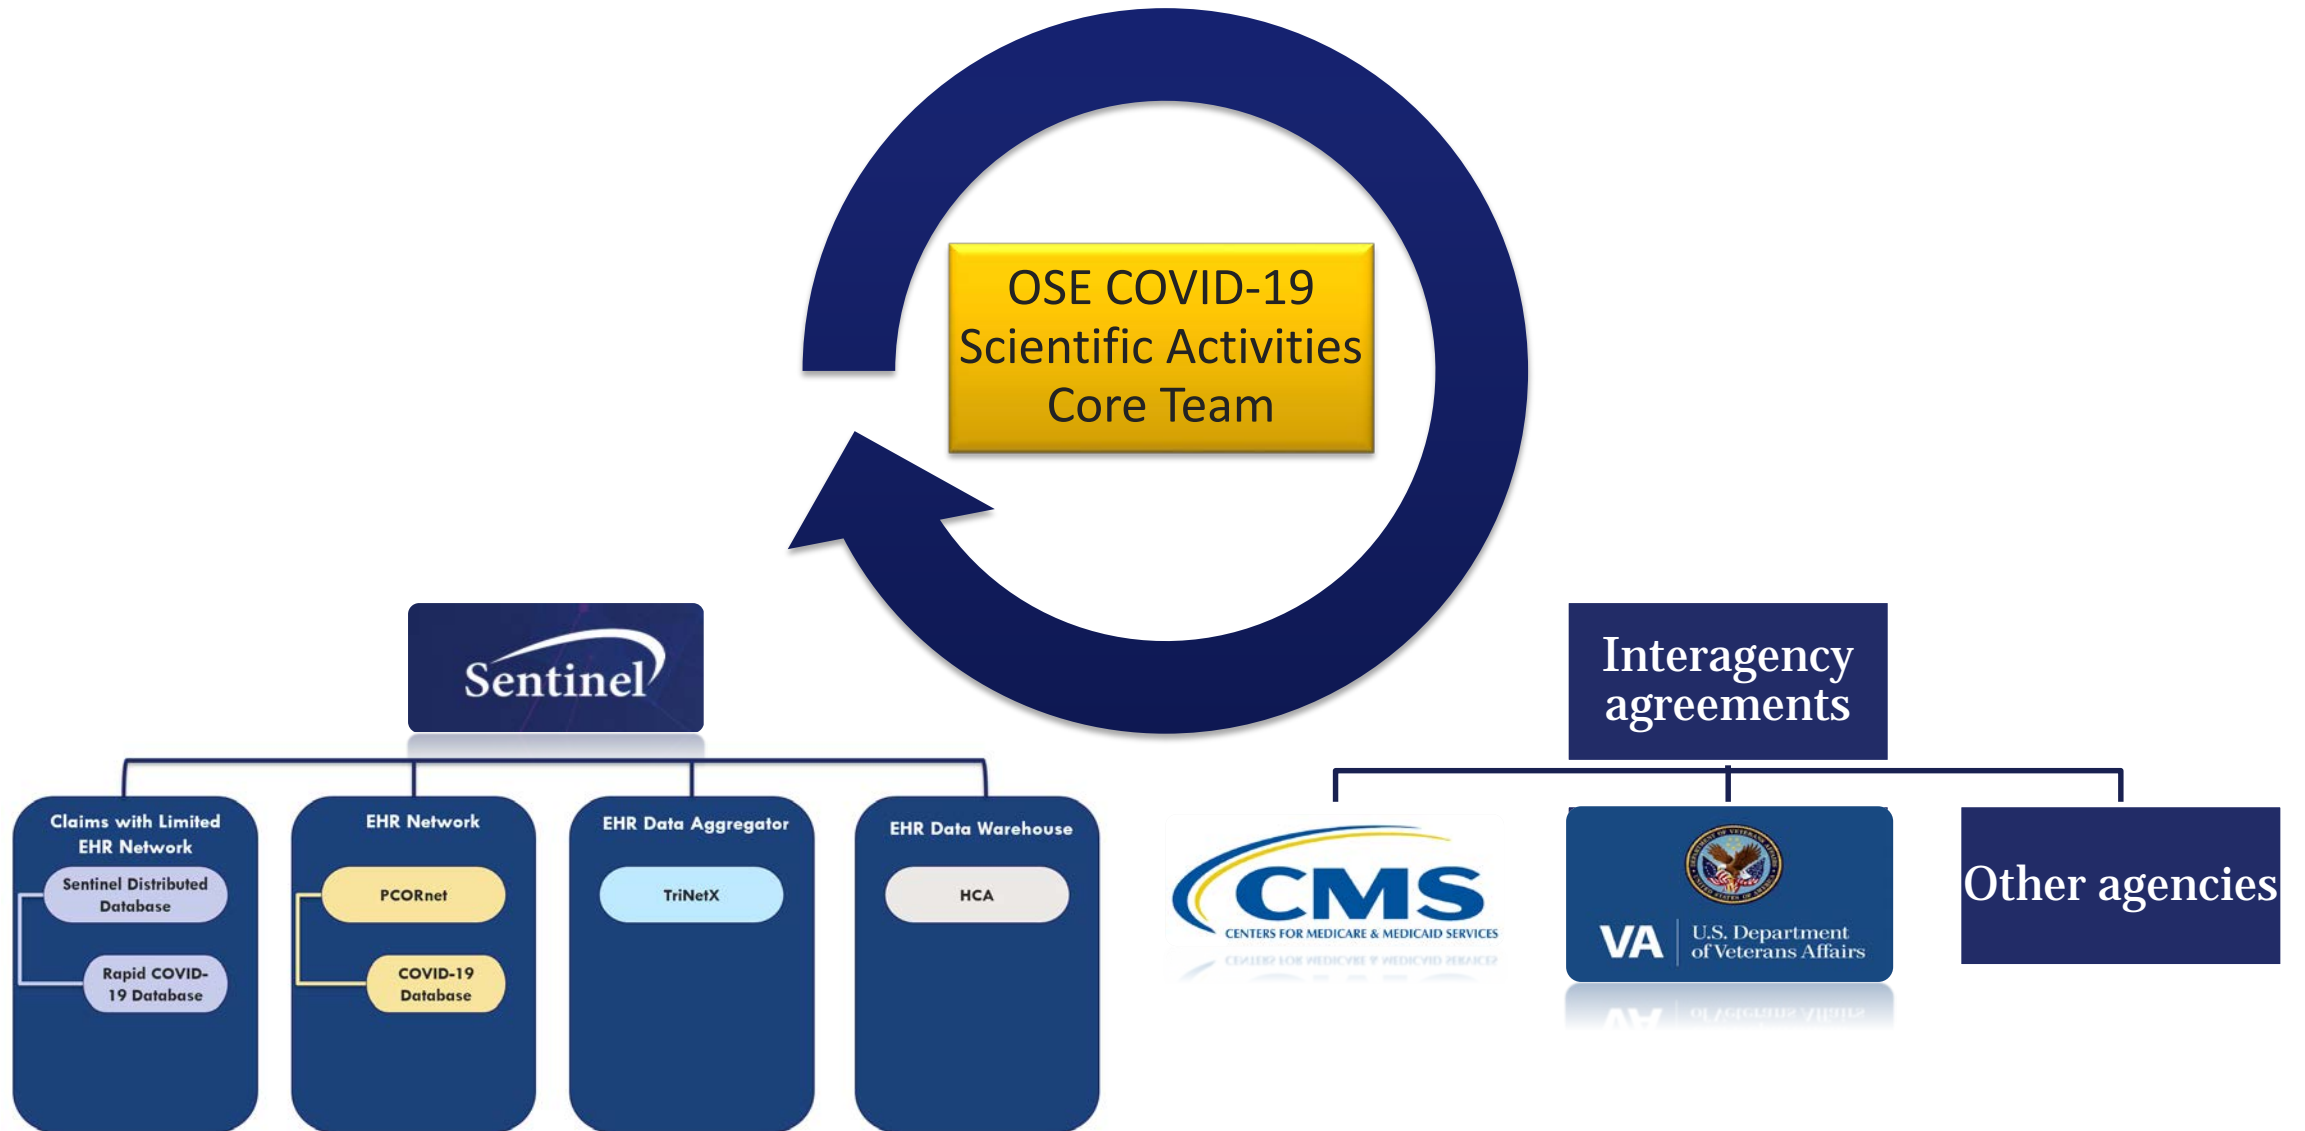 OSE COVID-19
Scientific Activities
Core Team
Sentinel
Claims with Limited
EHR Network
Sentinel Distributed
Database
Rapid COVID-
19 Database
EHR Network
PCORnet
COVID-19
Database
EHR Data Aggregator
TriNetX
EHR Data Warehouse
HCA
Interagency
agreements
CMS
CENTERS FOR MEDICARE & MEDICAID SERVICES
VA
U.S. Department
of Veterans Affairs
Other agencies